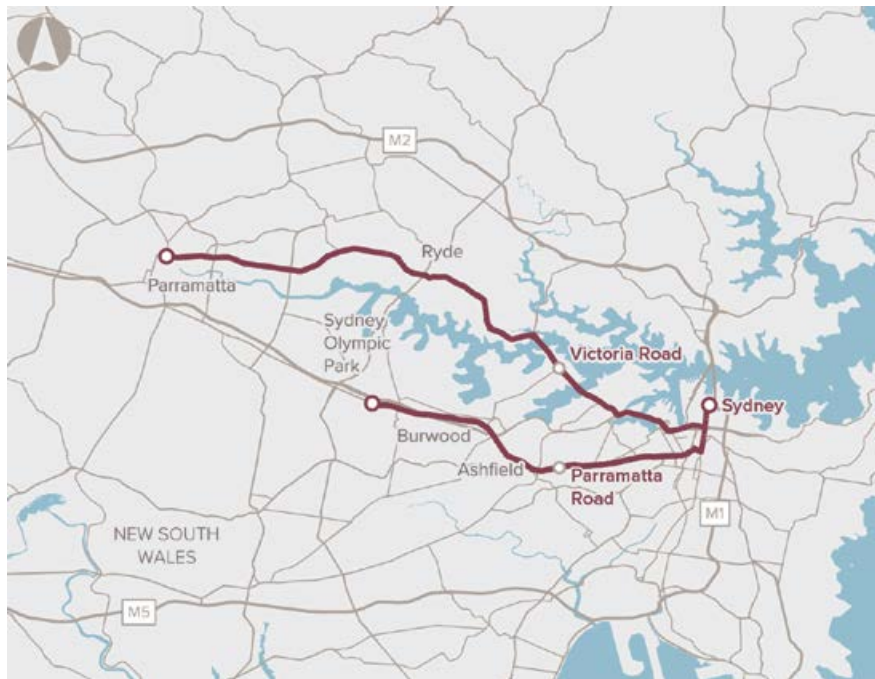 M2
Ryde
Parramatta
Sydney
Olympic
Park
Victoria Road
Sydney
Burwood
Ashfield
Parramatta
Road
M1
NEW SOUTH
WALES
M5